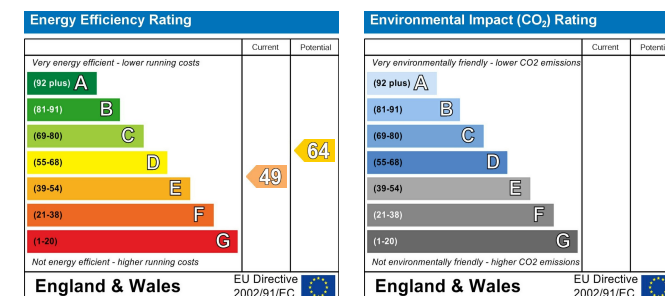 Energy Efficiency Rating
Current Potential
Very energy efficient - lower running costs
(92 plus) A
(81-91) B
(69-80) C
(55-68) D
(39-54) E
(21-38) F
(1-20) G
49
64
Not energy efficient - higher running costs
England & Wales
EU Directive
2002/91/EC
Environmental Impact (CO2) Rating
Current Potenti
Very environmentally friendly - lower CO2 emissions
(92 plus) A
(81-91) B
(69-80) C
(55-68) D
(39-54) E
(21-38) F
(1-20) G
Not environmentally friendly - higher CO2 emissions
England & Wales
EU Directive
2002/91/EC